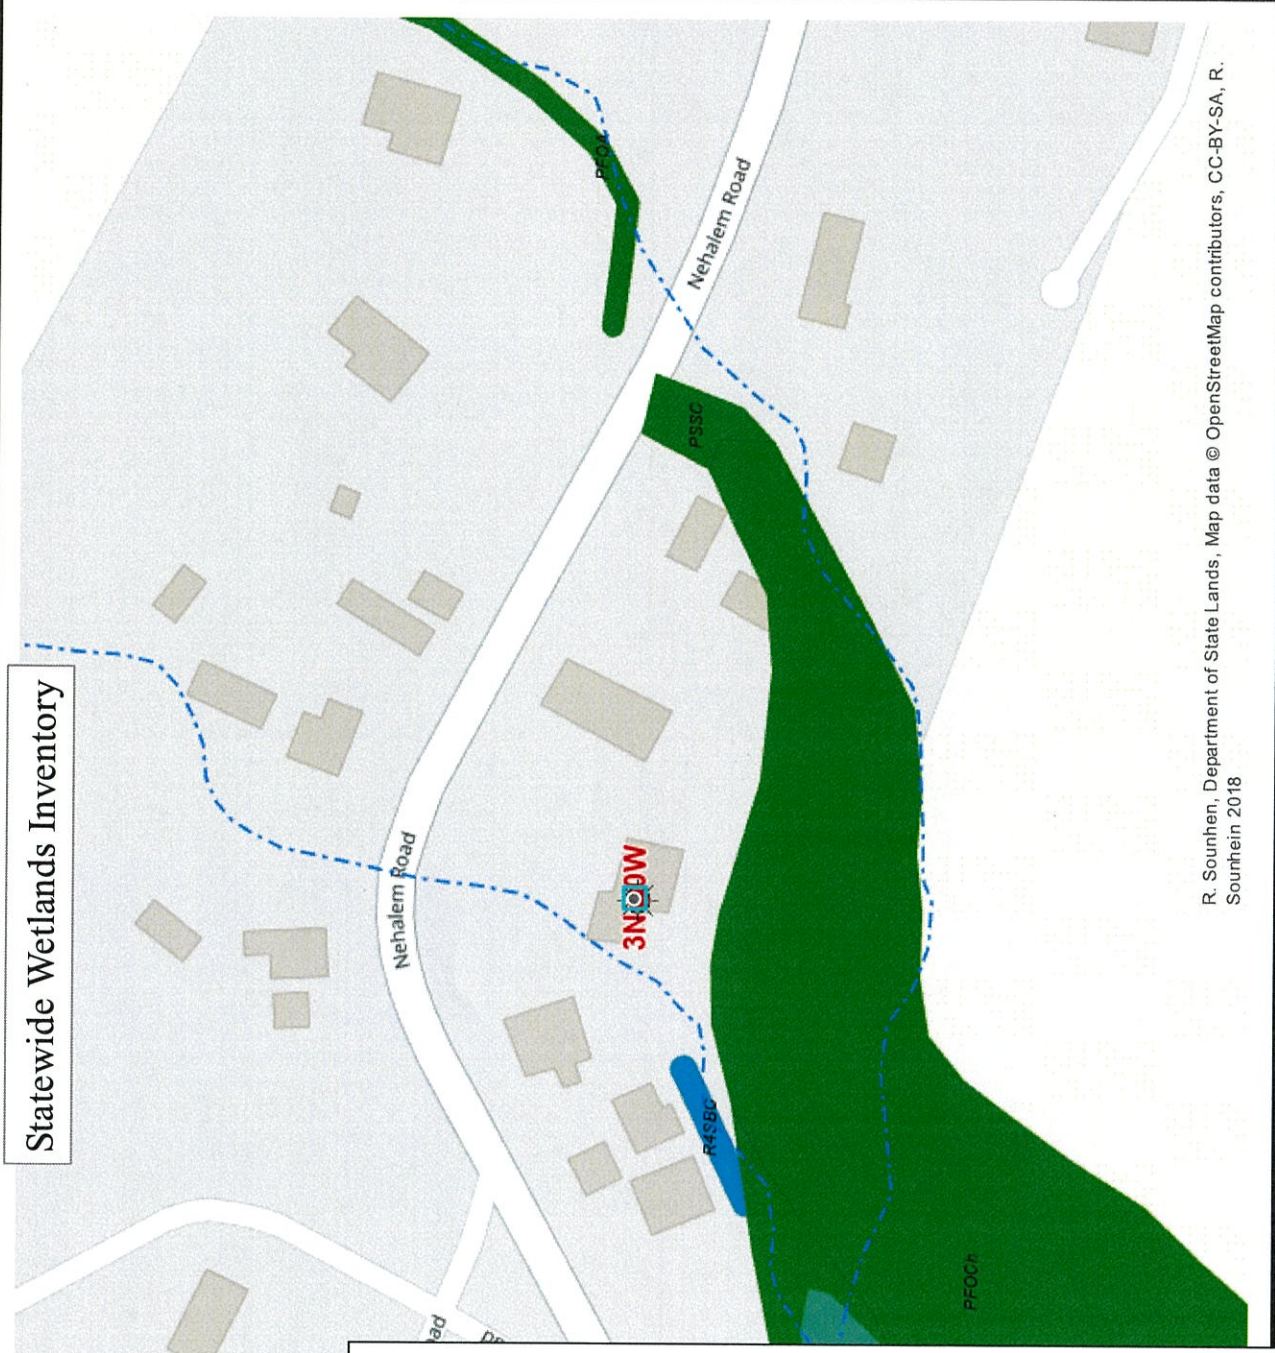 Statewide Wetlands Inventory
PFOA
Nehalem Road
PSSC
Nehalem Road
R4SBC
PFOCh
oad
R. Sounhen, Department of State Lands, Map data © OpenStreetMap contributors, CC-BY-SA, R.
Sounhein 2018